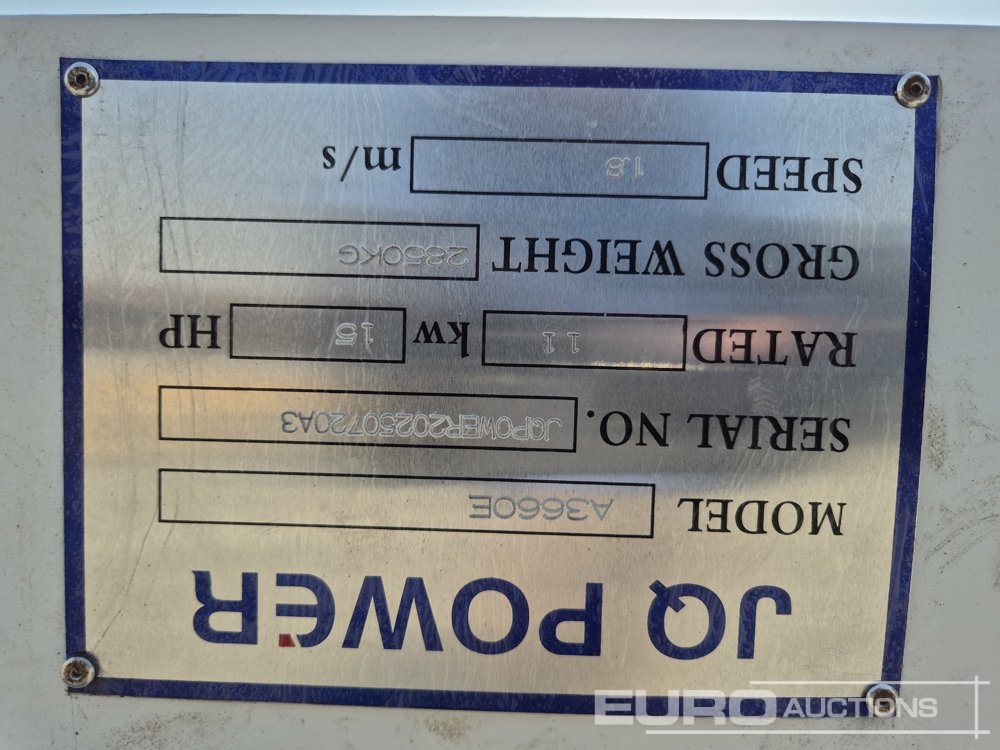 JQ POWER
MODEL A3660E
SERIAL NO. JQPOWER20250720A3
RATED 11 kw 15 HP
GROSS WEIGHT 2850KG
SPEED 1.8 m/s
EURO AUCTIONS